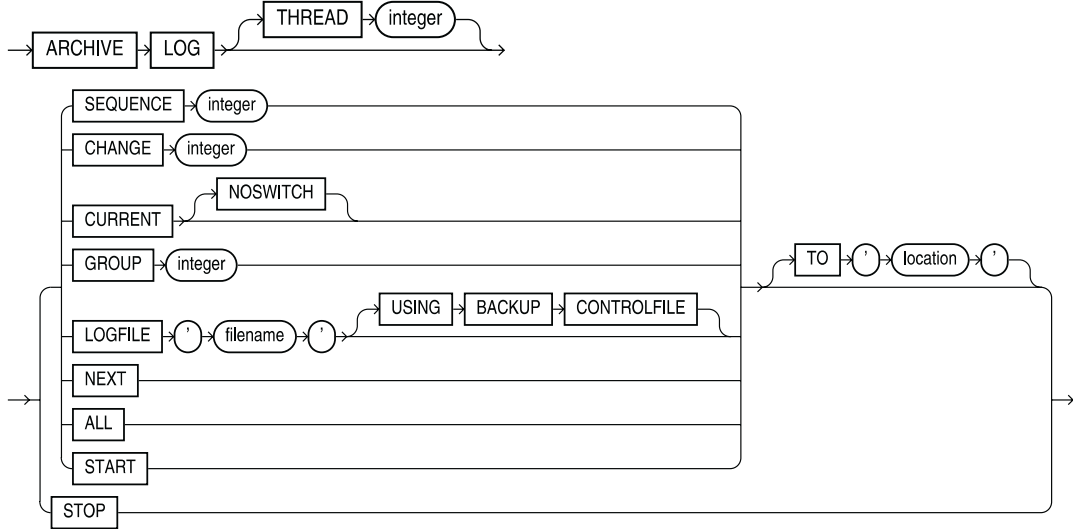 THREAD integer
ARCHIVE LOG
SEQUENCE integer
CHANGE integer
NOSWITCH
CURRENT
GROUP integer
TO ' location '
USING BACKUP CONTROLFILE
LOGFILE ' filename '
NEXT
ALL
START
STOP